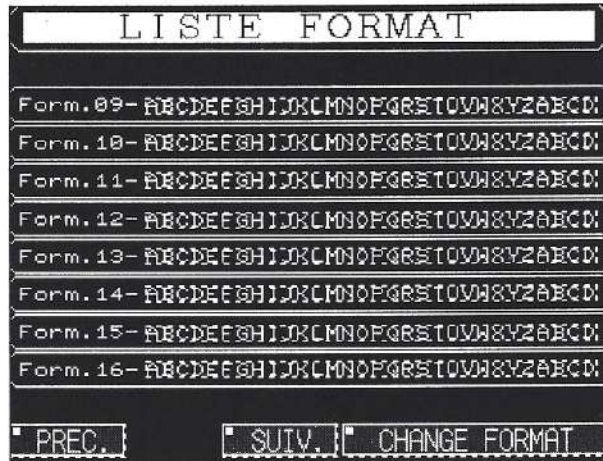 LISTE FORMAT
Form.09-ABCDEFGHIJKLMNOPQRSTUVWXYZABCD
Form.10-ABCDEFGHIJKLMNOPQRSTUVWXYZABCD
Form.11-ABCDEFGHIJKLMNOPQRSTUVWXYZABCD
Form.12-ABCDEFGHIJKLMNOPQRSTUVWXYZABCD
Form.13-ABCDEFGHIJKLMNOPQRSTUVWXYZABCD
Form.14-ABCDEFGHIJKLMNOPQRSTUVWXYZABCD
Form.15-ABCDEFGHIJKLMNOPQRSTUVWXYZABCD
Form.16-ABCDEFGHIJKLMNOPQRSTUVWXYZABCD
PREC. SUIV. CHANGE FORMAT